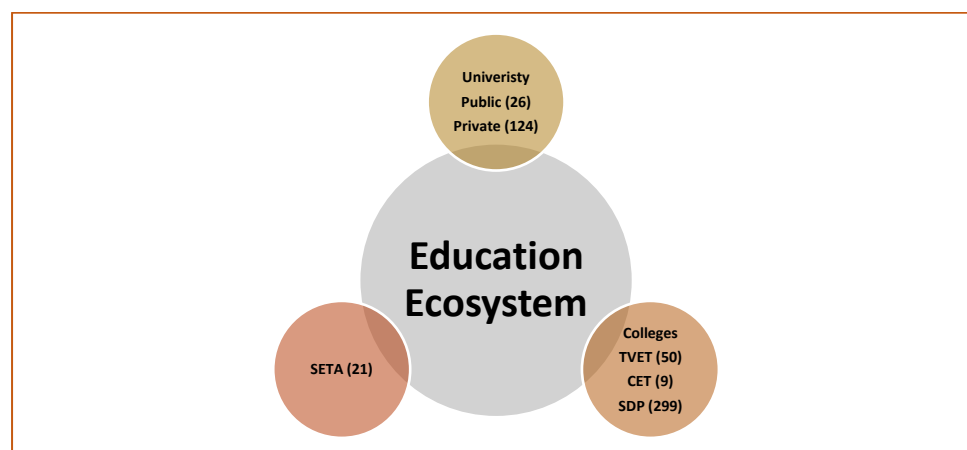 Univeristy
Public (26)
Private (124)
Education
Ecosystem
SETA (21)
Colleges
TVET (50)
CET (9)
SDP (299)